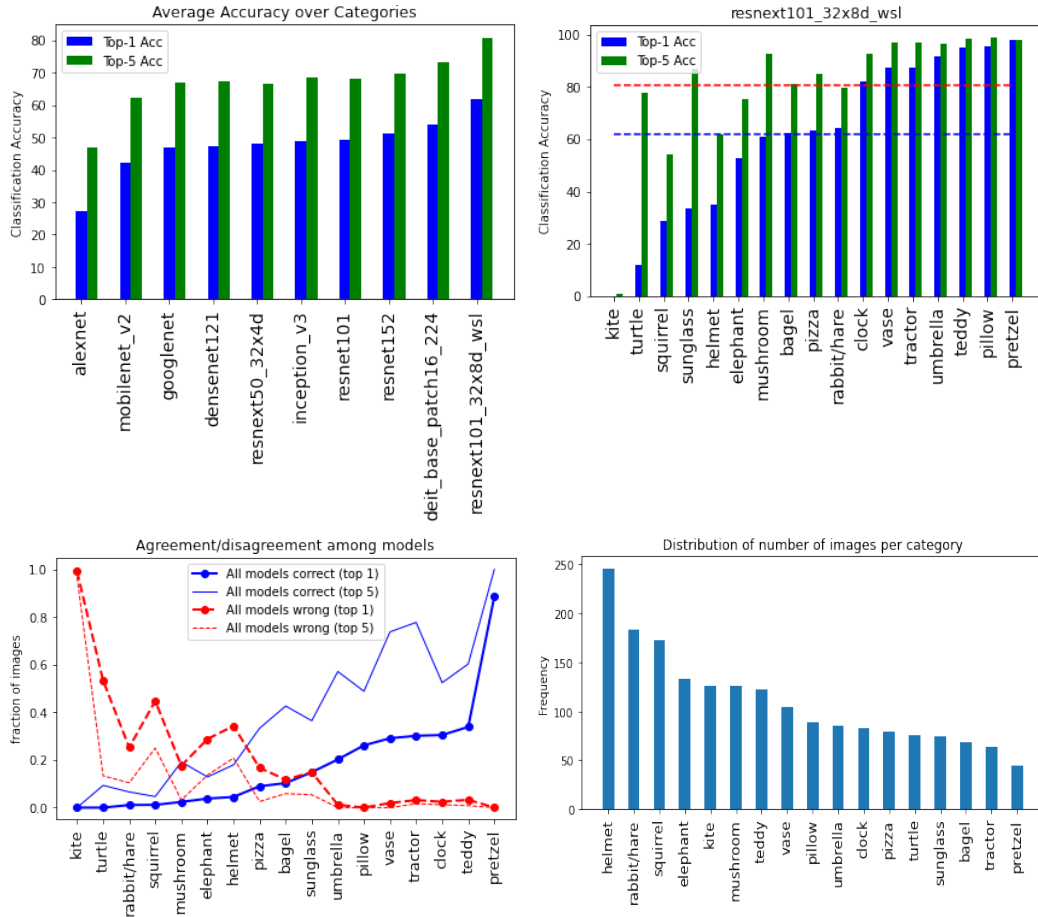 Average Accuracy over Categories
Top-1 Acc
Top-5 Acc
Classification Accuracy
80
70
60
50
40
30
20
10
0
alexnet
mobilenet_v2
googlenet
densenet121
resnext50_32x4d
inception_v3
resnet101
resnet152
deit_base_patch16_224
resnext101_32x8d_wsl
resnext101_32x8d_wsl
Top-1 Acc
Top-5 Acc
Classification Accuracy
100
80
60
40
20
0
kite
turtle
squirrel
sunglass
helmet
elephant
mushroom
bagel
pizza
rabbit/hare
clock
vase
tractor
umbrella
teddy
pillow
pretzel
Agreement/disagreement among models
All models correct (top 1)
All models correct (top 5)
All models wrong (top 1)
All models wrong (top 5)
fraction of images
1.0
0.8
0.6
0.4
0.2
0.0
kite
turtle
rabbit/hare
squirrel
mushroom
elephant
helmet
pizza
bagel
sunglass
umbrella
pillow
vase
tractor
clock
teddy
pretzel
Distribution of number of images per category
Frequency
250
200
150
100
50
0
helmet
rabbit/hare
squirrel
elephant
kite
mushroom
teddy
vase
pillow
umbrella
clock
pizza
turtle
sunglass
bagel
tractor
pretzel